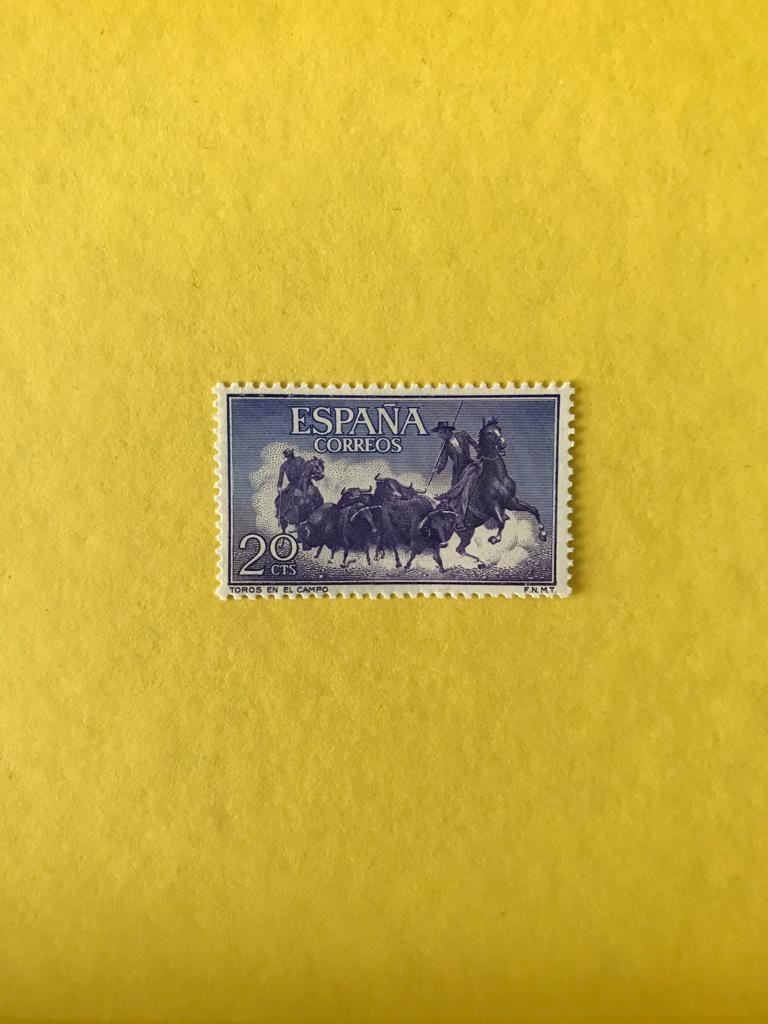 ESPAÑA
CORREOS
20
CTS
TOROS EN EL CAMPO
F.N.M.T.